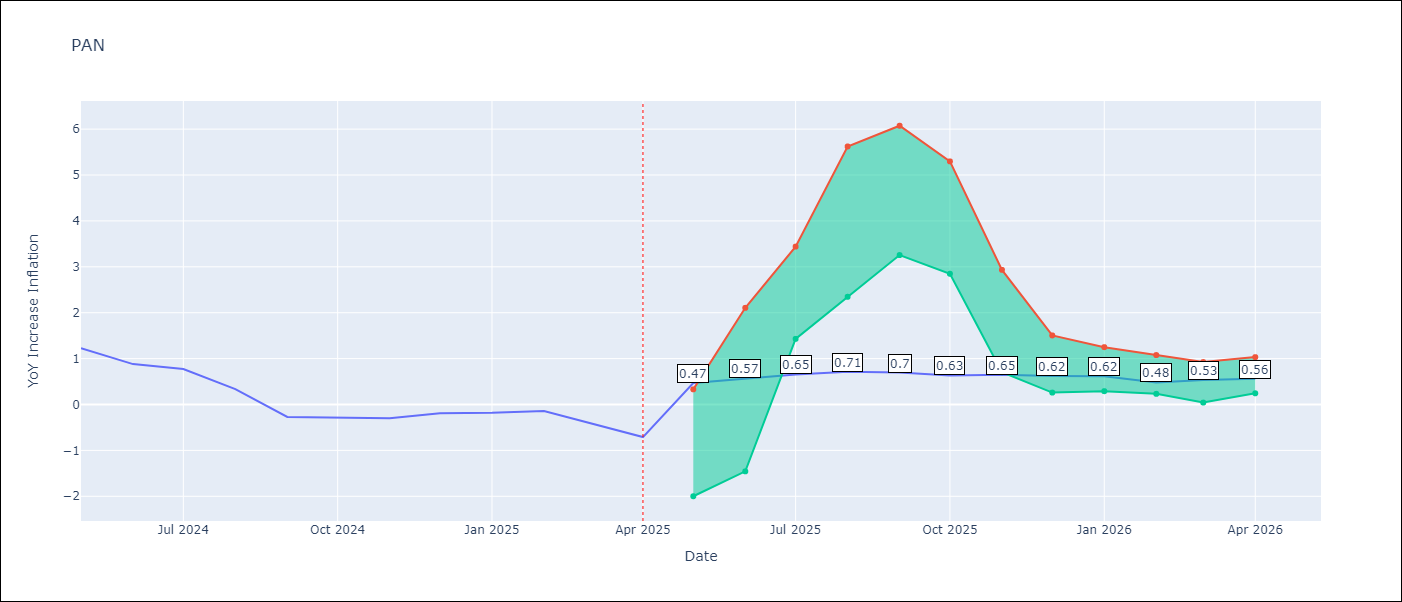 PAN
YoY Increase Inflation
6
5
4
3
2
1
0
−1
−2
0.47
0.57
0.65
0.71
0.7
0.63
0.65
0.62
0.62
0.48
0.53
0.56
Jul 2024
Oct 2024
Jan 2025
Apr 2025
Jul 2025
Oct 2025
Jan 2026
Apr 2026
Date